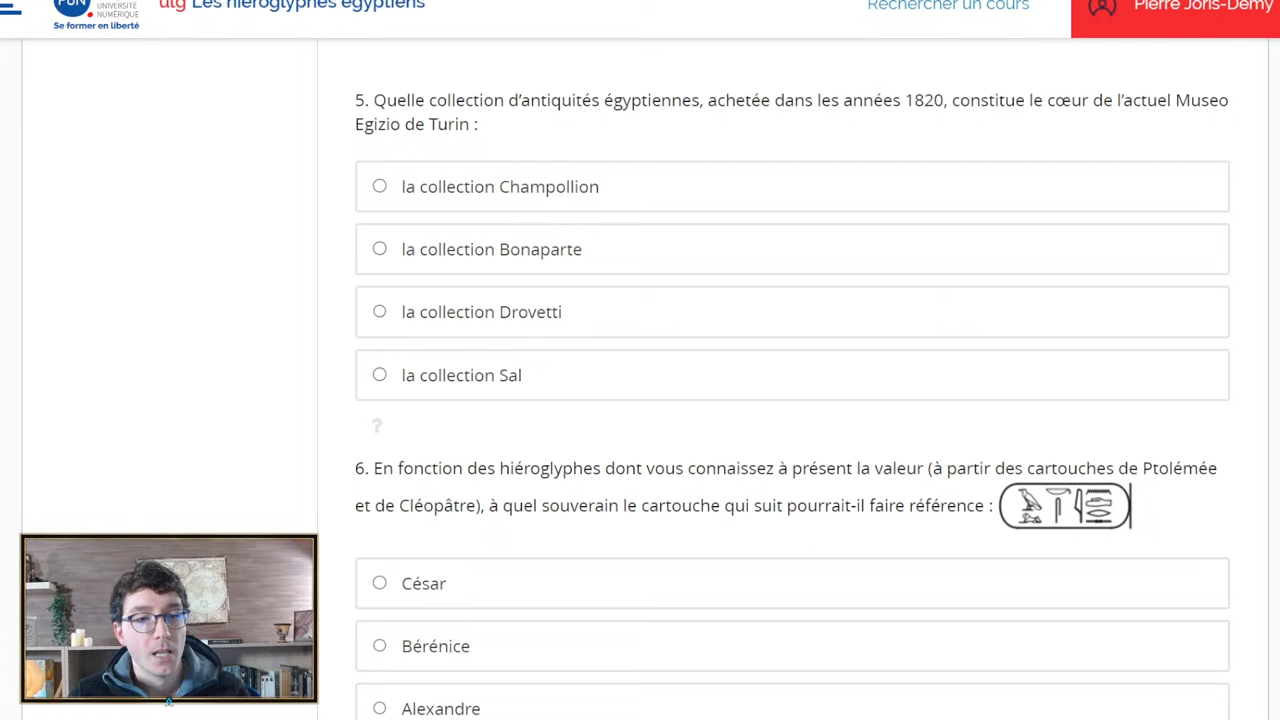 FUN
UNIVERSITÉ
NUMÉRIQUE
Se former en liberté
ulg Les hiéroglyphes égyptiens
Rechercher un cours
Pierre Joris-Demy
5. Quelle collection d’antiquités égyptiennes, achetée dans les années 1820, constitue le cœur de l’actuel Museo
Egizio de Turin :
la collection Champollion
la collection Bonaparte
la collection Drovetti
la collection Sal
?
6. En fonction des hiéroglyphes dont vous connaissez à présent la valeur (à partir des cartouches de Ptolémée
et de Cléopâtre), à quel souverain le cartouche qui suit pourrait-il faire référence :
César
Bérénice
Alexandre